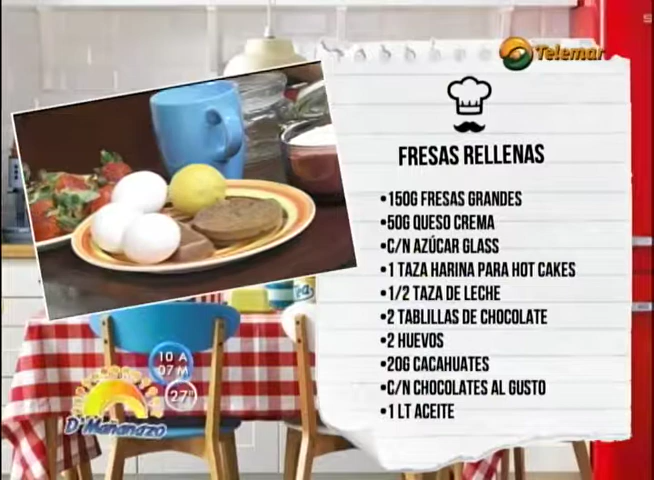 Telemar
FRESAS RELLENAS
•150G FRESAS GRANDES
•50G QUESO CREMA
•C/N AZÚCAR GLASS
•1 TAZA HARINA PARA HOT CAKES
•1/2 TAZA DE LECHE
•2 TABLILLAS DE CHOCOLATE
•2 HUEVOS
•20G CACAHUATES
•C/N CHOCOLATES AL GUSTO
•1 LT ACEITE
10 A
07 M
27°
D'Mañanazo